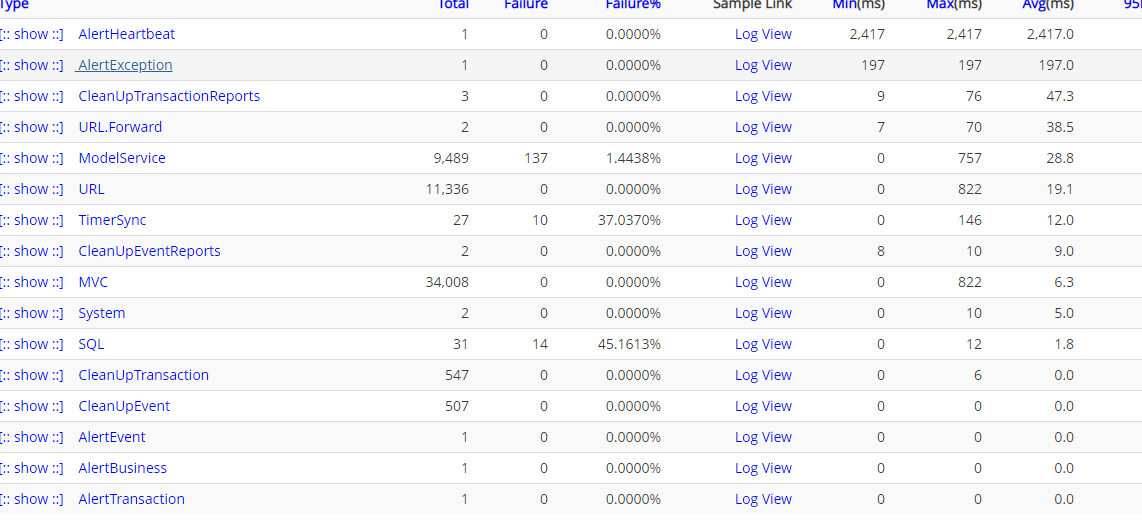 Type Total Failure Failure% Sample Link Min(ms) Max(ms) Avg(ms) 95
[:: show ::] AlertHeartbeat 1 0 0.0000% Log View 2,417 2,417 2,417.0
[:: show ::] AlertException 1 0 0.0000% Log View 197 197 197.0
[:: show ::] CleanUpTransactionReports 3 0 0.0000% Log View 9 76 47.3
[:: show ::] URL.Forward 2 0 0.0000% Log View 7 70 38.5
[:: show ::] ModelService 9,489 137 1.4438% Log View 0 757 28.8
[:: show ::] URL 11,336 0 0.0000% Log View 0 822 19.1
[:: show ::] TimerSync 27 10 37.0370% Log View 0 146 12.0
[:: show ::] CleanUpEventReports 2 0 0.0000% Log View 8 10 9.0
[:: show ::] MVC 34,008 0 0.0000% Log View 0 822 6.3
[:: show ::] System 2 0 0.0000% Log View 0 10 5.0
[:: show ::] SQL 31 14 45.1613% Log View 0 12 1.8
[:: show ::] CleanUpTransaction 547 0 0.0000% Log View 0 6 0.0
[:: show ::] CleanUpEvent 507 0 0.0000% Log View 0 0 0.0
[:: show ::] AlertEvent 1 0 0.0000% Log View 0 0 0.0
[:: show ::] AlertBusiness 1 0 0.0000% Log View 0 0 0.0
[:: show ::] AlertTransaction 1 0 0.0000% Log View 0 0 0.0